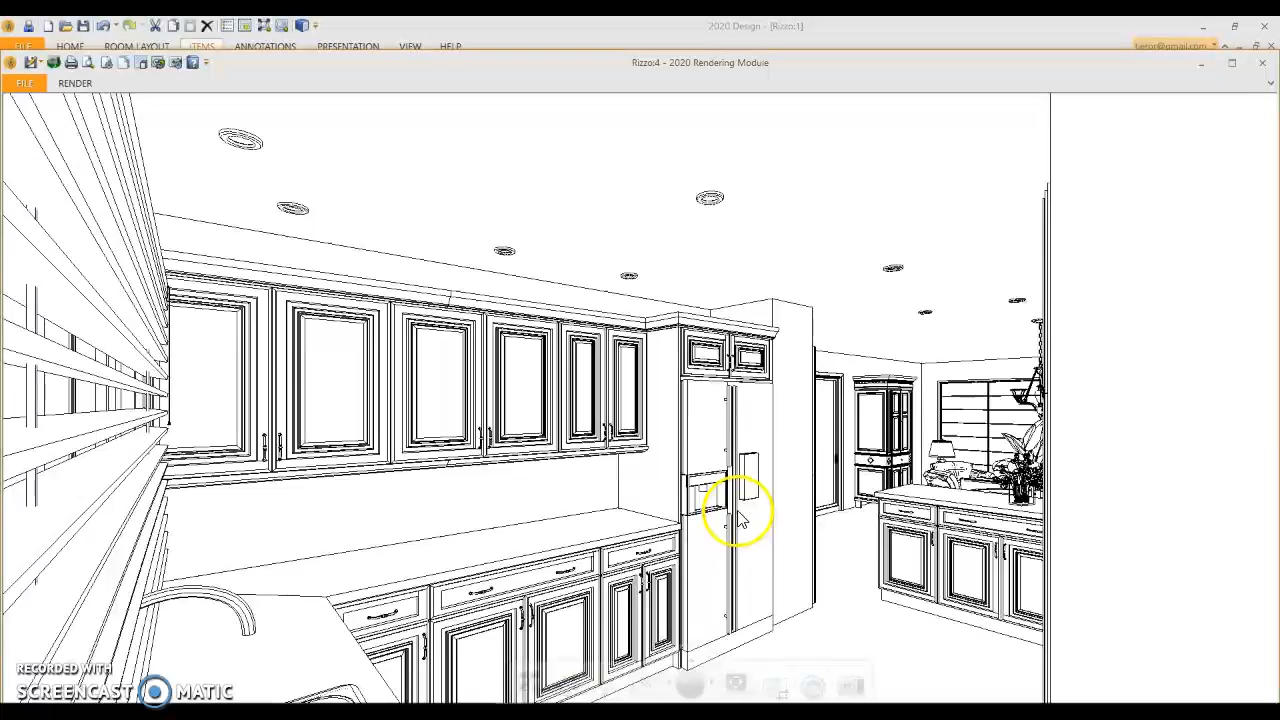 2020 Design - [Rizzo:1]
FILE HOME ROOM LAYOUT ITEMS ANNOTATIONS PRESENTATION VIEW HELP
Rizzo:4 - 2020 Rendering Module
FILE RENDER
RECORDED WITH
SCREENCAST MATIC